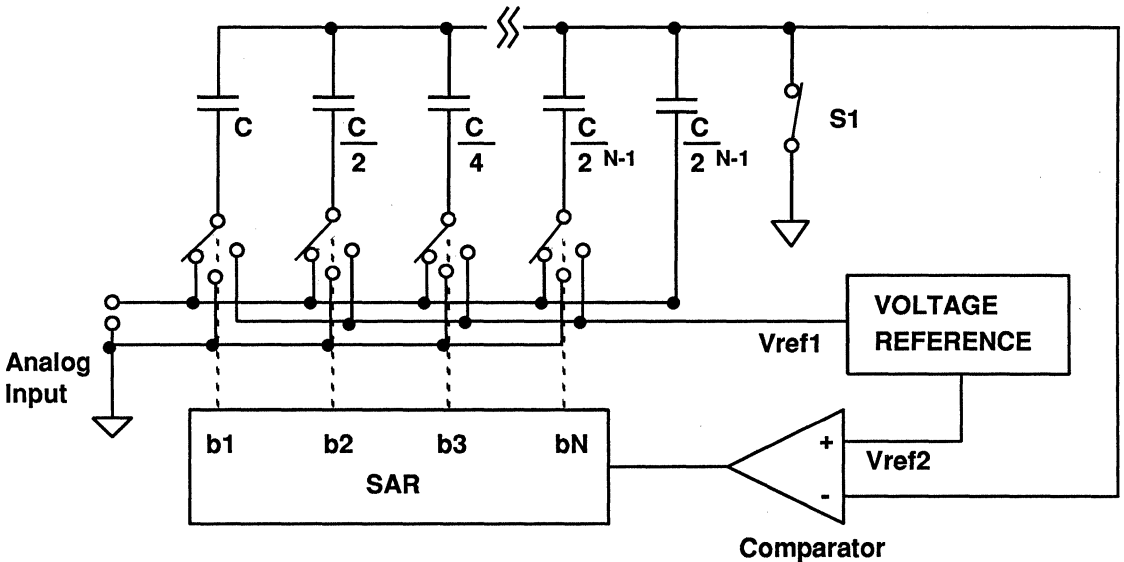 C
C
2
C
4
C
2 N-1
C
2 N-1
S1
VOLTAGE
REFERENCE
Vref1
Analog
Input
b1 b2 b3 bN
SAR
+
Vref2
-
Comparator